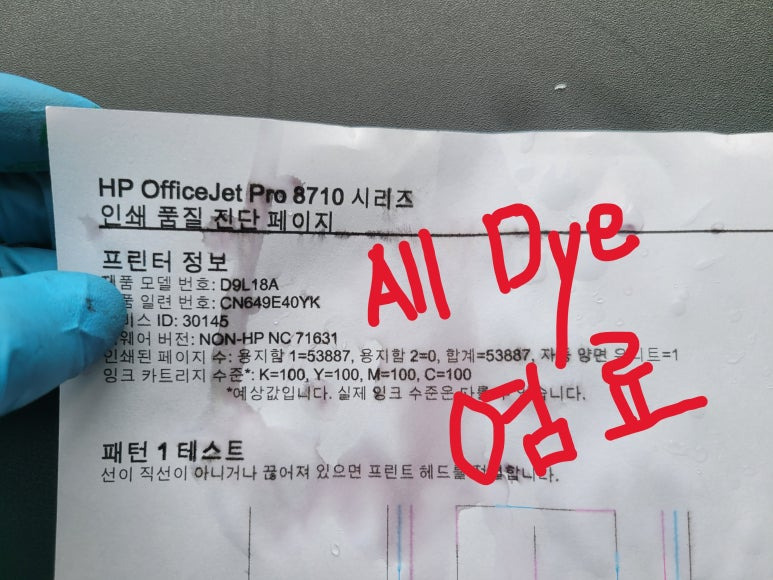 HP OfficeJet Pro 8710 시리즈
인쇄 품질 진단 페이지
All Dye
프린터 정보
품 모델 번호: D9L18A
품 일련 번호: CN649E40YK
비스 ID: 30145
웨어 버전: NON-HP NC 71631
인쇄된 페이지 수: 용지함 1=53887, 용지함 2=0, 합계=53887, 자동 양면 유니트=1
잉크 카트리지 수준*: K=100, Y=100, M=100, C=100
*예상값입니다. 실제 잉크 수준은 다를 수 있습니다.
염료
패턴 1 테스트
선이 직선이 아니거나 끊어져 있으면 프린트 헤드를 정렬합니다.